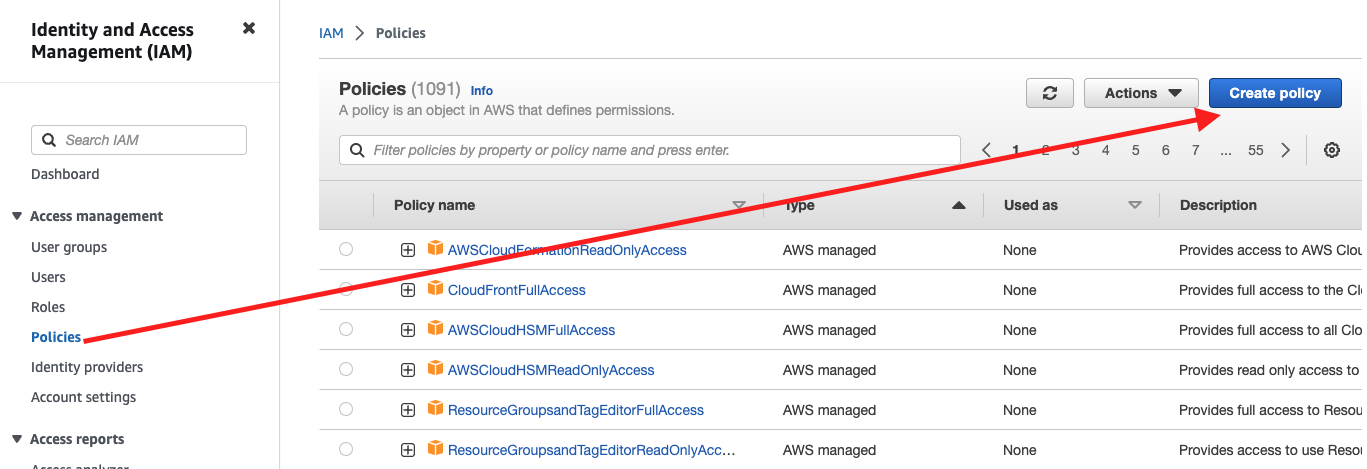 Identity and Access
Management (IAM)
Search IAM
Dashboard
Access management
User groups
Users
Roles
Policies
Identity providers
Account settings
Access reports
Access analyzer
IAM > Policies
Policies (1091) Info
A policy is an object in AWS that defines permissions.
Actions
Create policy
Filter policies by property or policy name and press enter.
1 2 3 4 5 6 7 ... 55
Policy name Type Used as Description
AWSCloudFormationReadOnlyAccess AWS managed None Provides access to AWS Clou
CloudFrontFullAccess AWS managed None Provides full access to the Cl
AWSCloudHSMFullAccess AWS managed None Provides full access to all Clo
AWSCloudHSMReadOnlyAccess AWS managed None Provides read only access to
ResourceGroupsandTagEditorFullAccess AWS managed None Provides full access to Resou
ResourceGroupsandTagEditorReadOnlyAcc... AWS managed None Provides access to use Reso